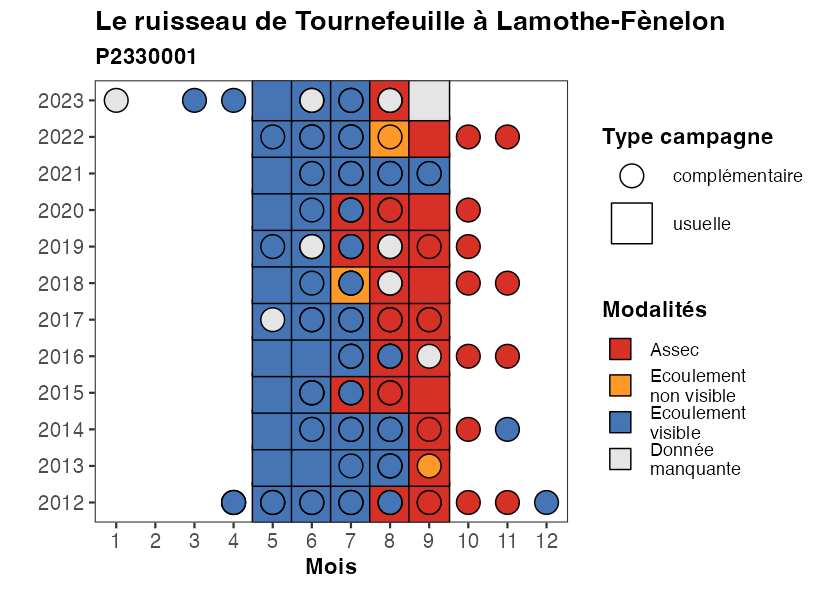 Le ruisseau de Tournefeuille à Lamothe-Fènelon
P2330001
2023
2022
2021
2020
2019
2018
2017
2016
2015
2014
2013
2012
1 2 3 4 5 6 7 8 9 10 11 12
Mois
Type campagne
complémentaire
usuelle
Modalités
Assec
Ecoulement
non visible
Ecoulement
visible
Donnée
manquante